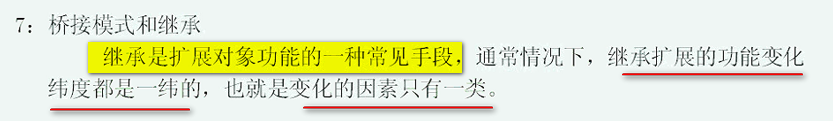 7：桥接模式和继承
继承是扩展对象功能的一种常见手段，通常情况下，继承扩展的功能变化
纬度都是一纬的，也就是变化的因素只有一类。